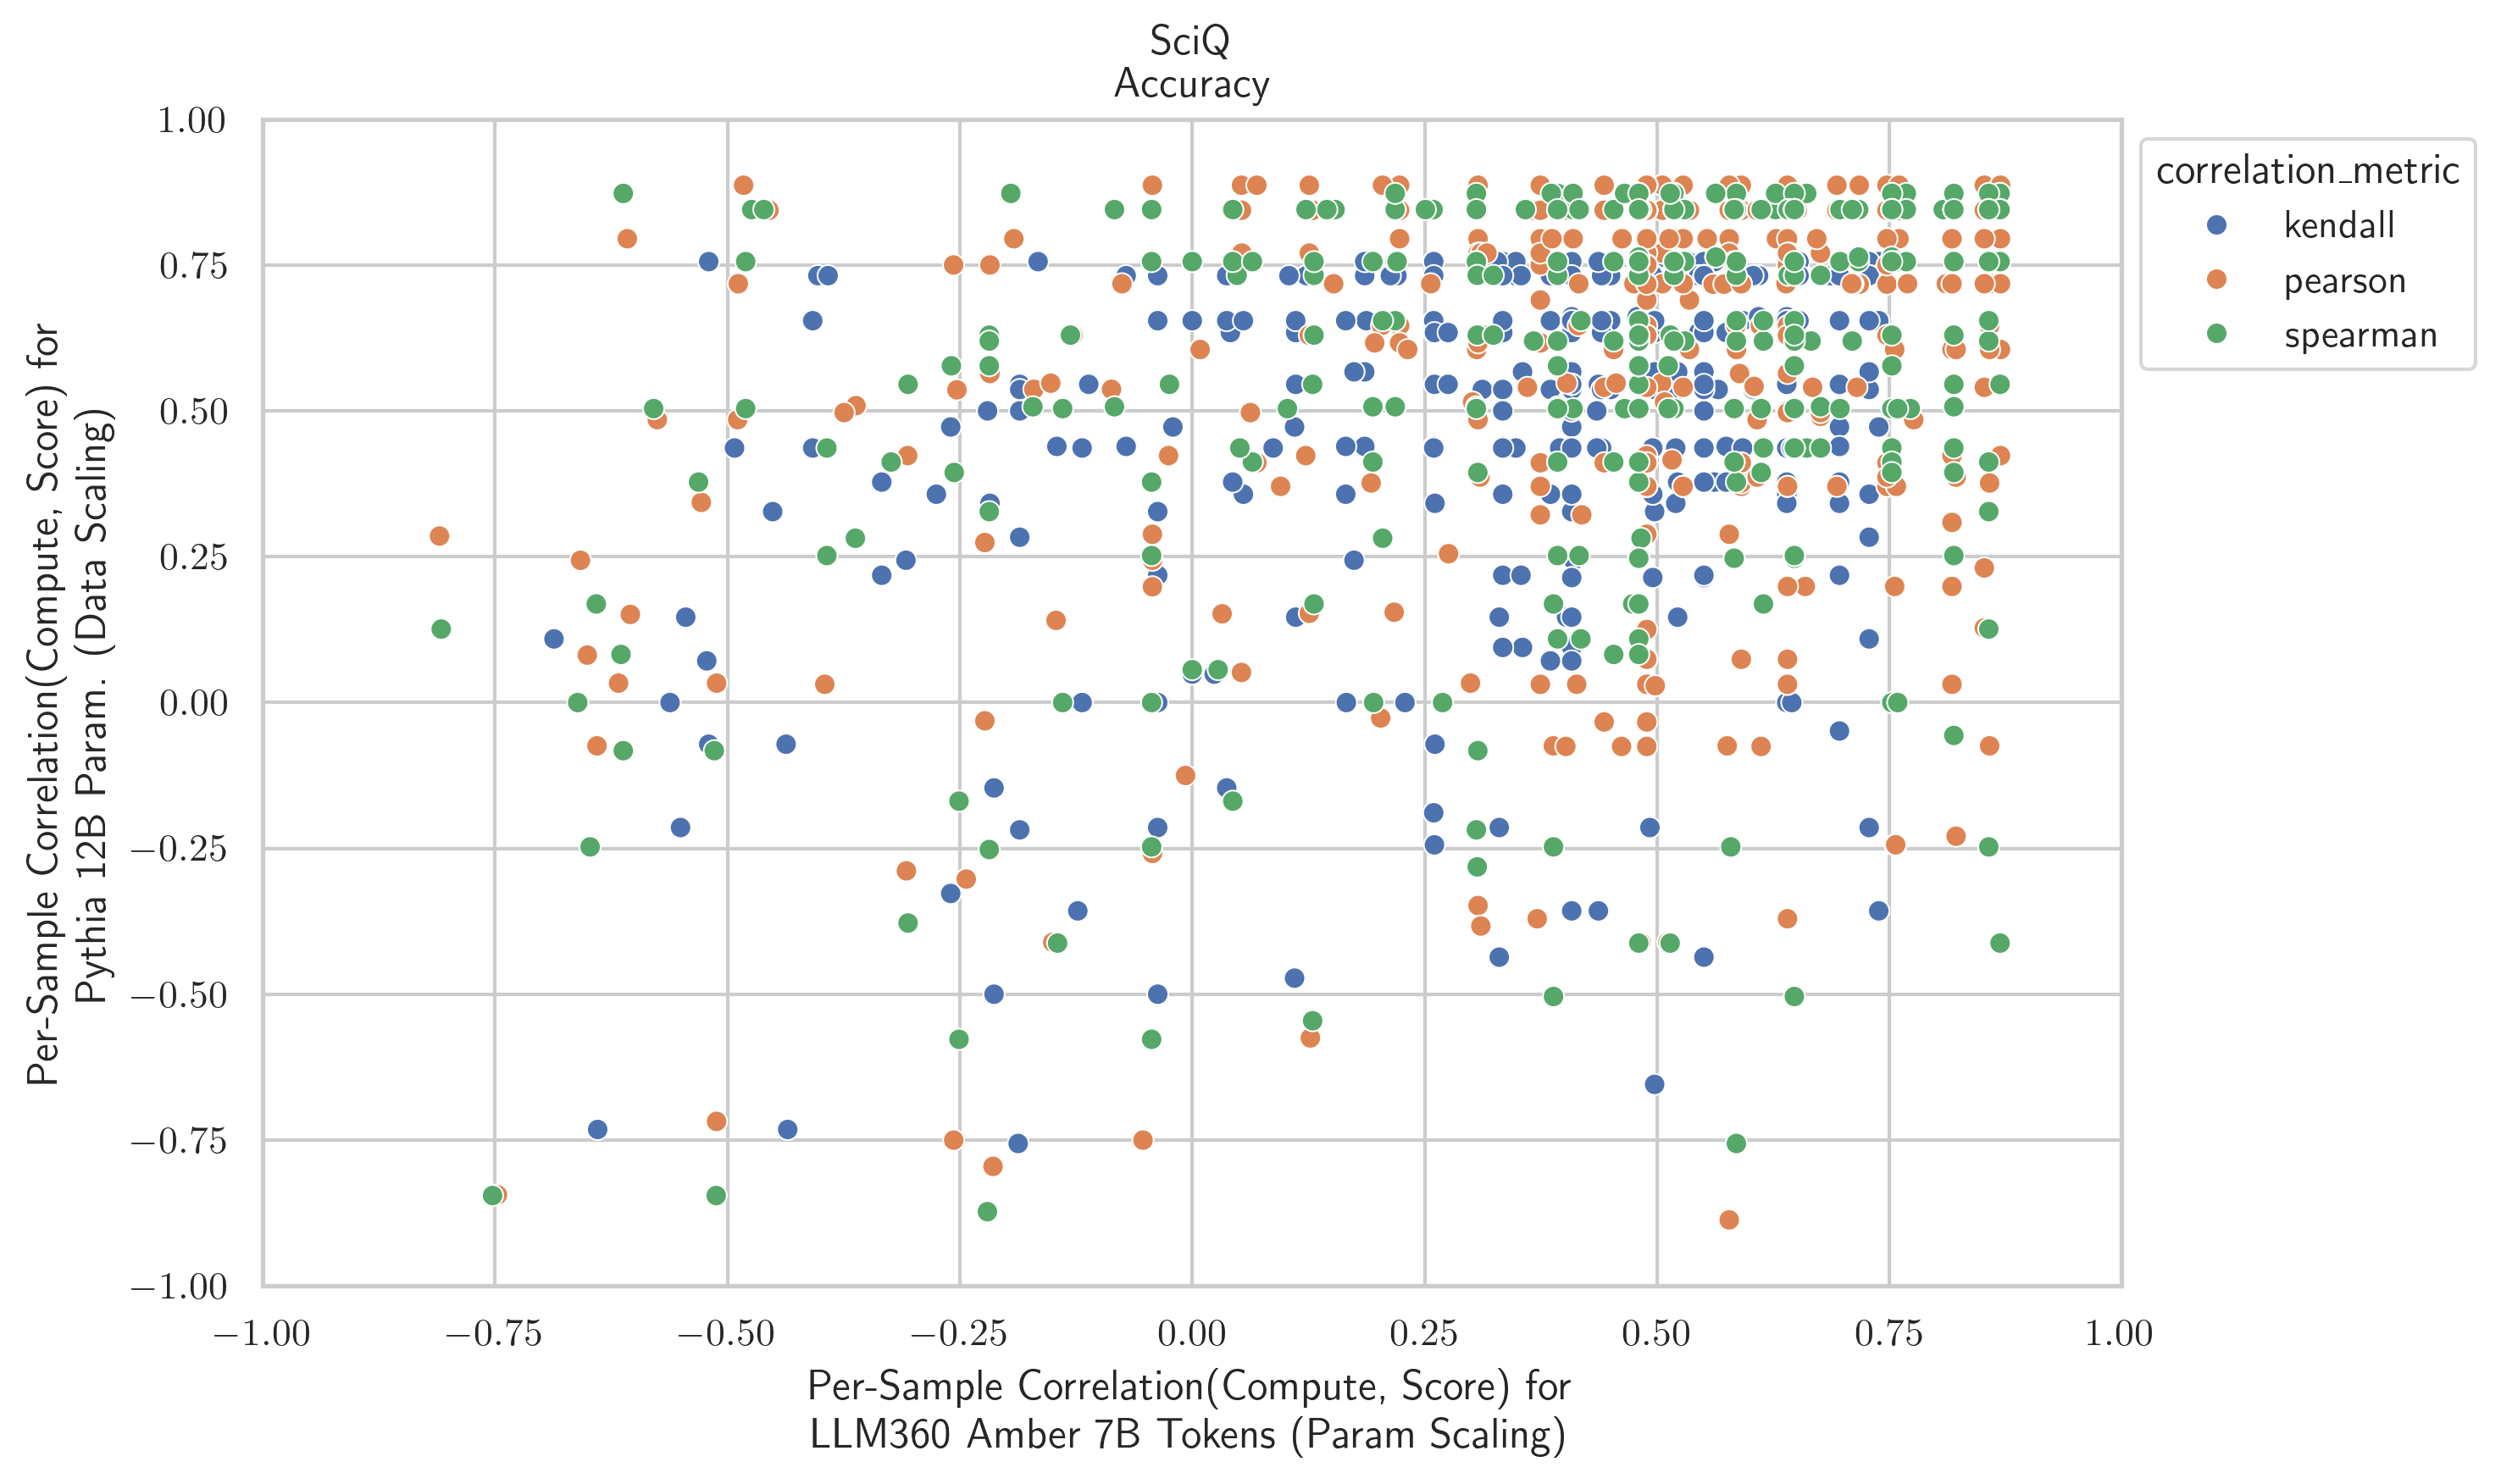 SciQ
Accuracy
Per-Sample Correlation(Compute, Score) for
Pythia 12B Param. (Data Scaling)
1.00
0.75
0.50
0.25
0.00
−0.25
−0.50
−0.75
−1.00
−1.00 −0.75 −0.50 −0.25 0.00 0.25 0.50 0.75 1.00
Per-Sample Correlation(Compute, Score) for
LLM360 Amber 7B Tokens (Param Scaling)
correlation_metric
kendall
pearson
spearman